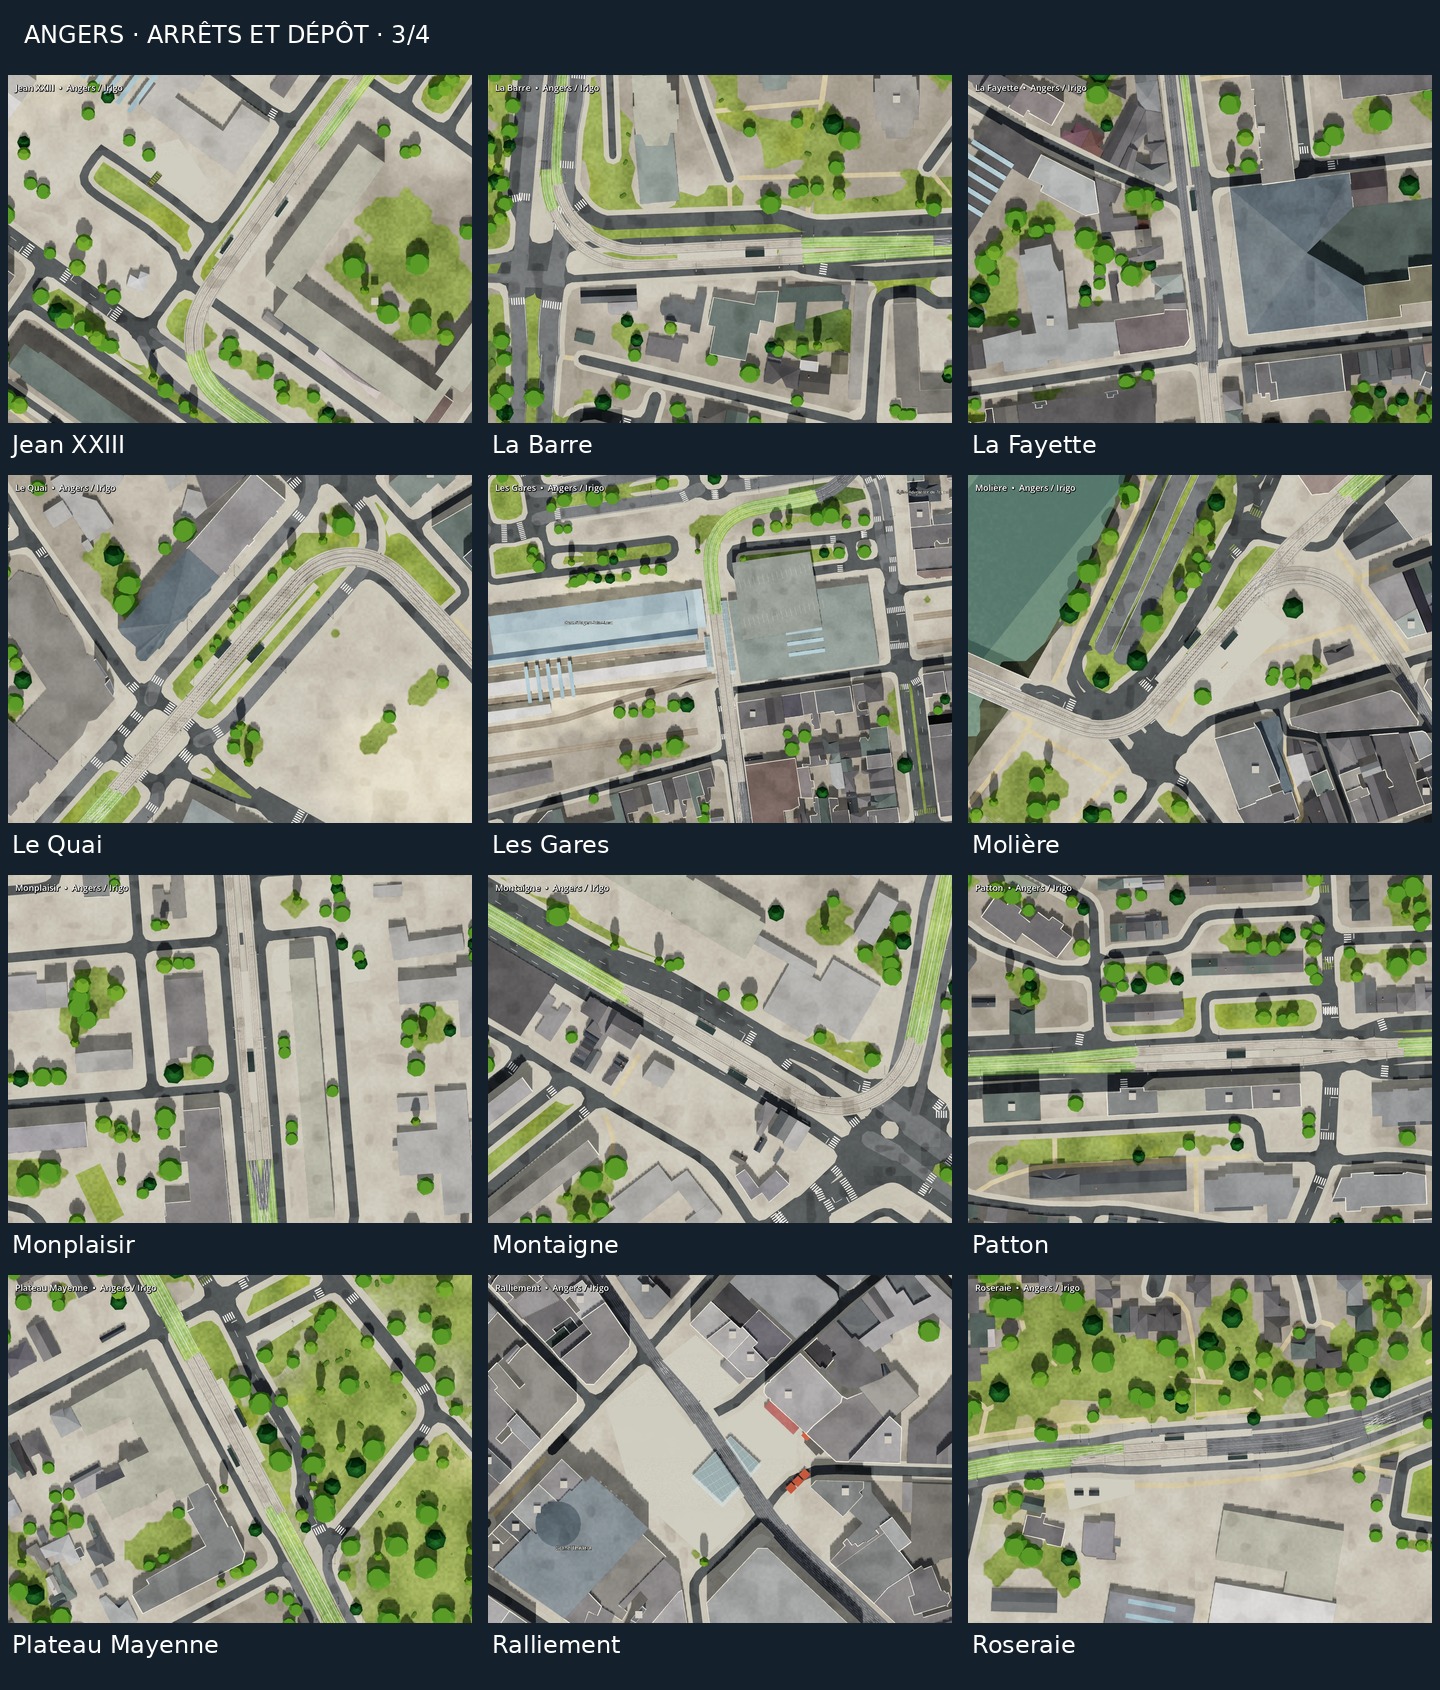 ANGERS · ARRÊTS ET DÉPÔT · 3/4
Jean XXIII • Angers / Irigo
La Barre • Angers / Irigo
La Fayette • Angers / Irigo
Jean XXIII
La Barre
La Fayette
Le Quai • Angers / Irigo
Les Gares • Angers / Irigo
Molière • Angers / Irigo
Le Quai
Les Gares
Molière
Monplaisir • Angers / Irigo
Montaigne • Angers / Irigo
Patton • Angers / Irigo
Monplaisir
Montaigne
Patton
Plateau Mayenne • Angers / Irigo
Ralliement • Angers / Irigo
Roseraie • Angers / Irigo
Plateau Mayenne
Ralliement
Roseraie